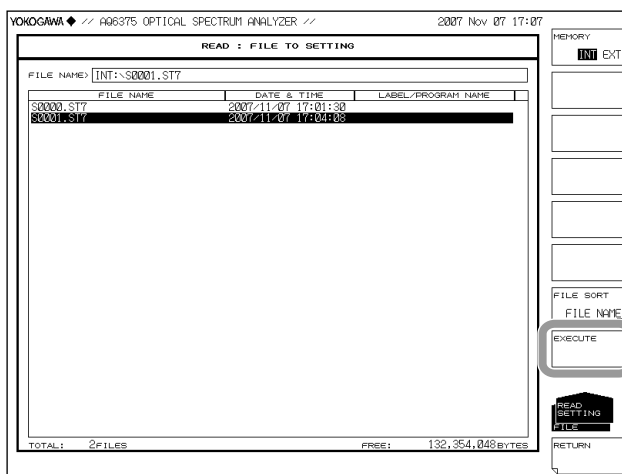 YOKOGAWA ◆ // AQ6375 OPTICAL SPECTRUM ANALYZER // 2007 Nov 07 17:07
READ : FILE TO SETTING
FILE NAME> INT:\S0001.ST7
FILE NAME DATE & TIME LABEL/PROGRAM NAME
S0000.ST7 2007/11/07 17:01:30
S0001.ST7 2007/11/07 17:04:08
TOTAL: 2FILES FREE: 132,354,048 BYTES
MEMORY
INT EXT
FILE SORT
FILE NAME
EXECUTE
READ
SETTING
FILE
RETURN